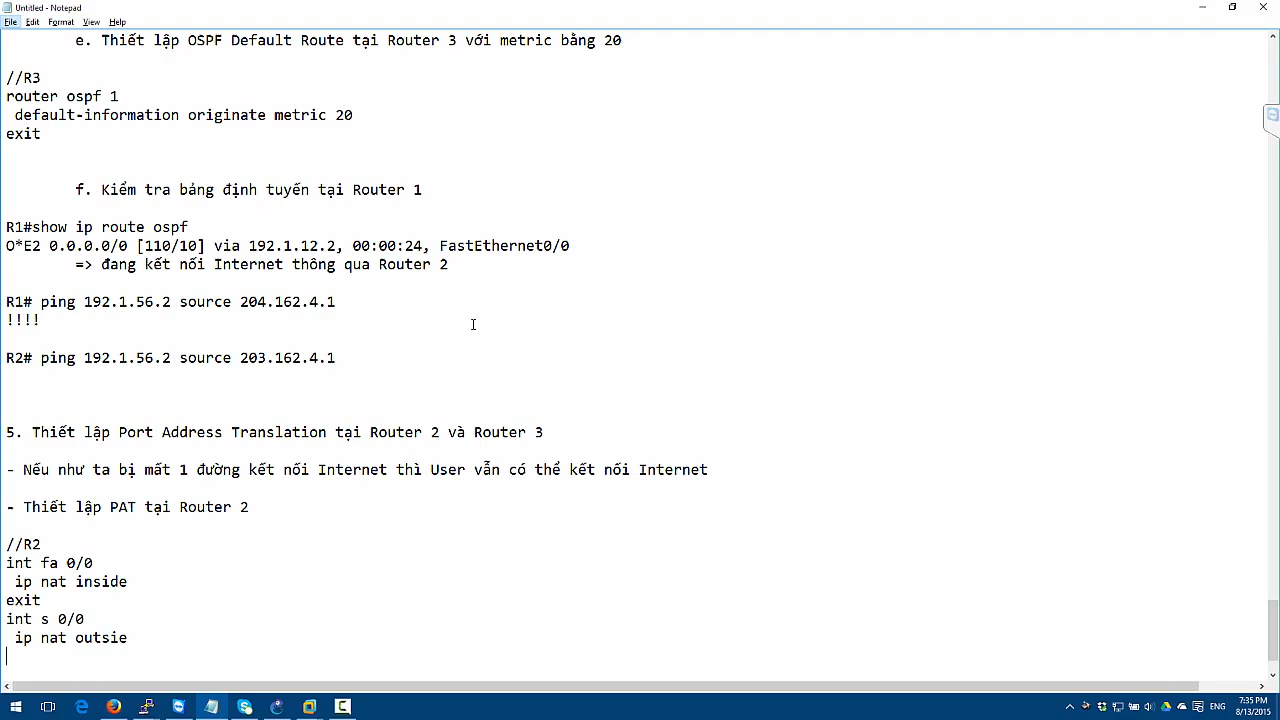 Untitled - Notepad
File Edit Format View Help
e. Thiết lập OSPF Default Route tại Router 3 với metric bằng 20
//R3
router ospf 1
default-information originate metric 20
exit
f. Kiểm tra bảng định tuyến tại Router 1
R1#show ip route ospf
O*E2 0.0.0.0/0 [110/10] via 192.1.12.2, 00:00:24, FastEthernet0/0
=> đang kết nối Internet thông qua Router 2
R1# ping 192.1.56.2 source 204.162.4.1
!!!!
R2# ping 192.1.56.2 source 203.162.4.1
5. Thiết lập Port Address Translation tại Router 2 và Router 3
- Nếu như ta bị mất 1 đường kết nối Internet thì User vẫn có thể kết nối Internet
- Thiết lập PAT tại Router 2
//R2
int fa 0/0
ip nat inside
exit
int s 0/0
ip nat outsie
ENG
7:35 PM
8/13/2015